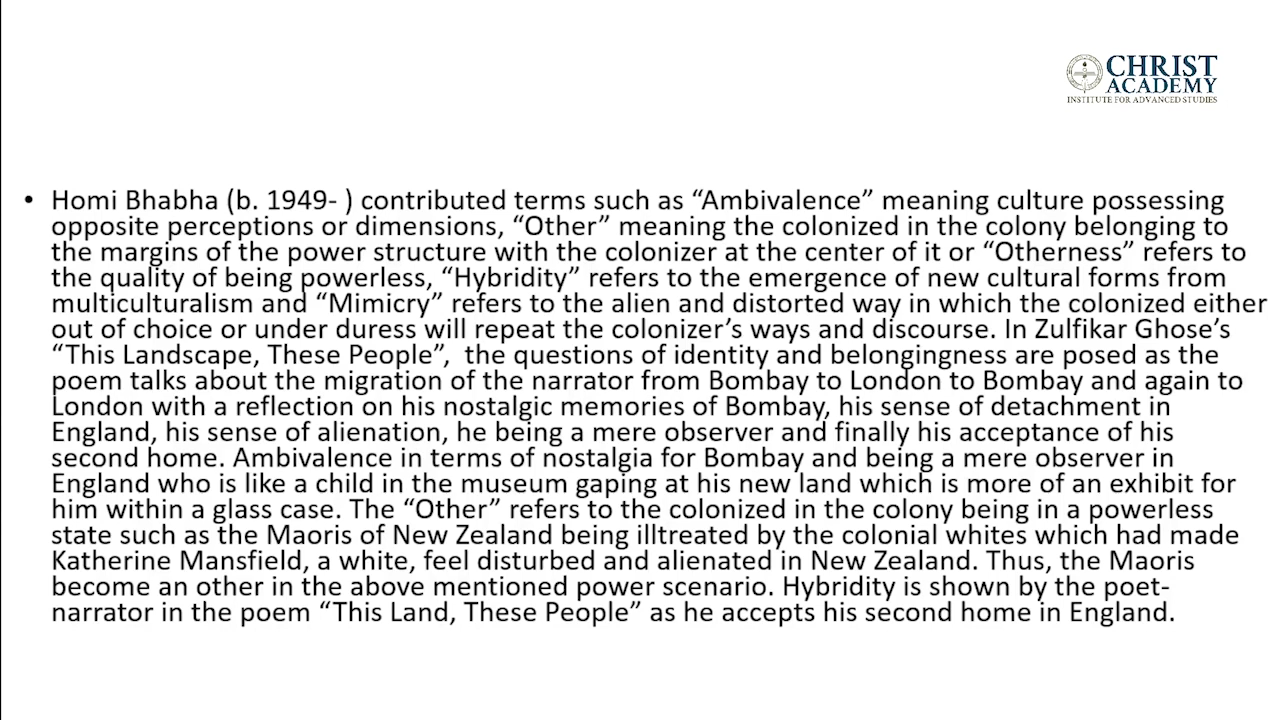 CHRIST
ACADEMY
INSTITUTE FOR ADVANCED STUDIES
• Homi Bhabha (b. 1949- ) contributed terms such as “Ambivalence” meaning culture possessing
opposite perceptions or dimensions, “Other” meaning the colonized in the colony belonging to
the margins of the power structure with the colonizer at the center of it or “Otherness” refers to
the quality of being powerless, “Hybridity” refers to the emergence of new cultural forms from
multiculturalism and “Mimicry” refers to the alien and distorted way in which the colonized either
out of choice or under duress will repeat the colonizer’s ways and discourse. In Zulfikar Ghose’s
“This Landscape, These People”,  the questions of identity and belongingness are posed as the
poem talks about the migration of the narrator from Bombay to London to Bombay and again to
London with a reflection on his nostalgic memories of Bombay, his sense of detachment in
England, his sense of alienation, he being a mere observer and finally his acceptance of his
second home. Ambivalence in terms of nostalgia for Bombay and being a mere observer in
England who is like a child in the museum gaping at his new land which is more of an exhibit for
him within a glass case. The “Other” refers to the colonized in the colony being in a powerless
state such as the Maoris of New Zealand being illtreated by the colonial whites which had made
Katherine Mansfield, a white, feel disturbed and alienated in New Zealand. Thus, the Maoris
become an other in the above mentioned power scenario. Hybridity is shown by the poet-
narrator in the poem “This Land, These People” as he accepts his second home in England.